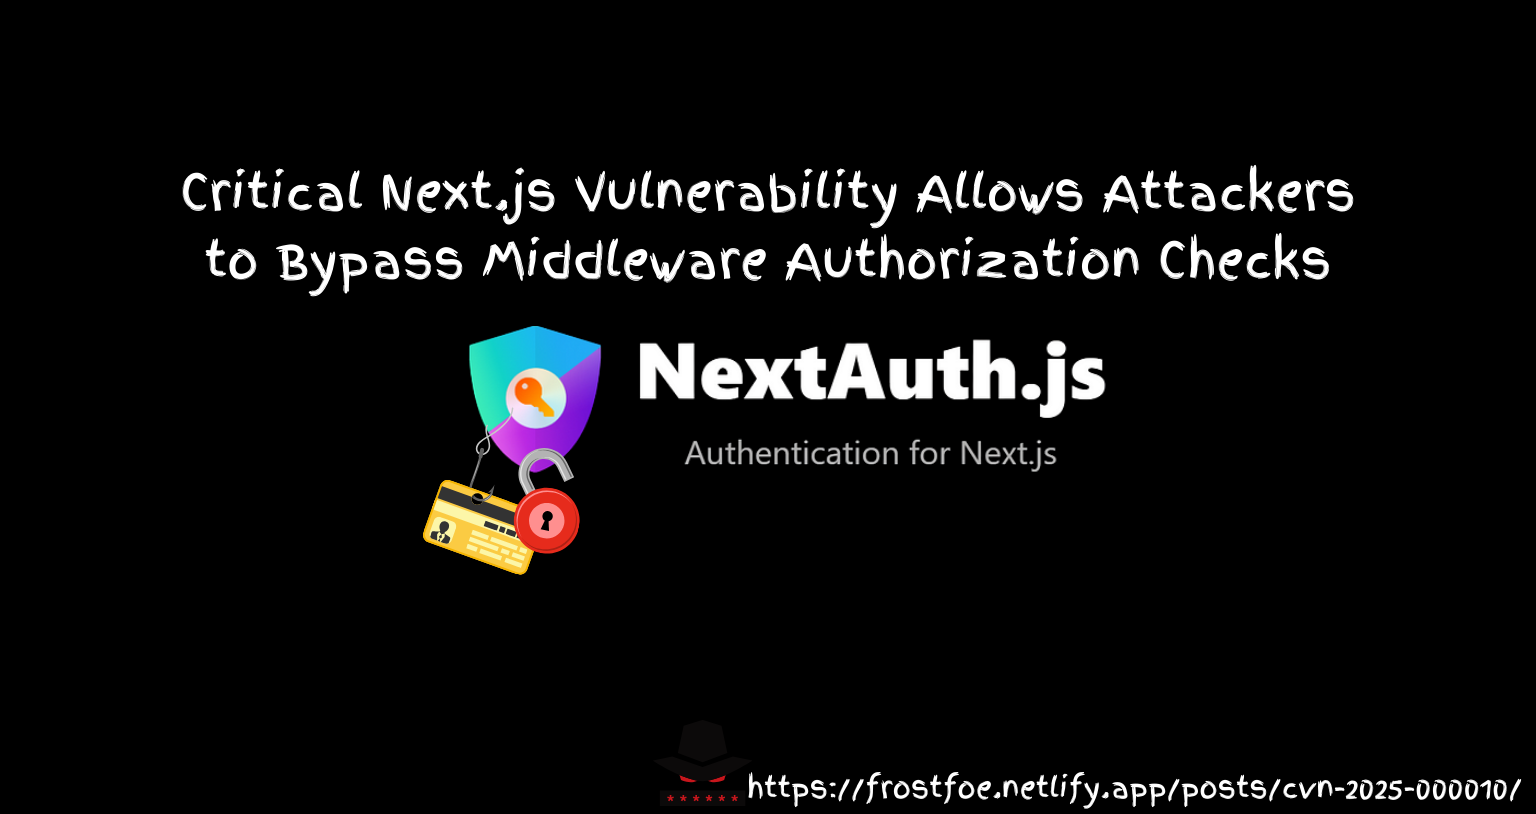 Critical Next.js Vulnerability Allows Attackers
to Bypass Middleware Authorization Checks
NextAuth.js
Authentication for Next.js
******
https://frostfoe.netlify.app/posts/cvn-2025-000010/